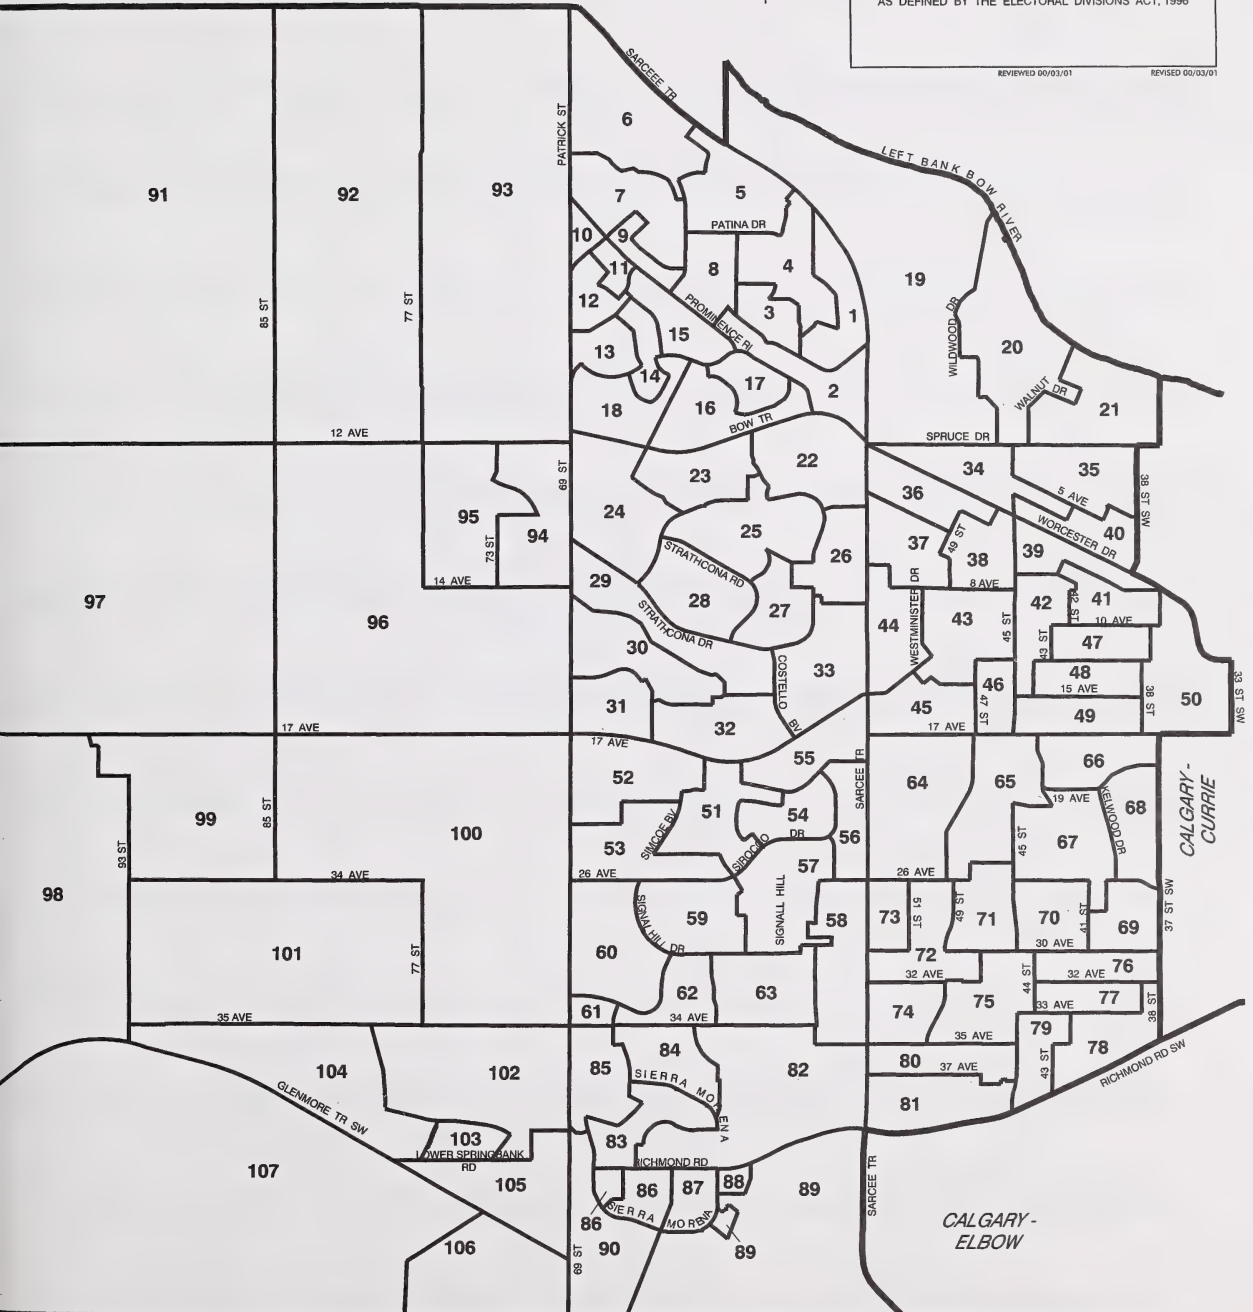 AS DEFINED BY THE ELECTORAL DIVISIONS ACT, 1996
REVIEWED 00/03/01
REVISED 00/03/01
SARCEEE TR
6
PATRICK ST
LEFT BANK BOW RIVER
91
92
93
7
5
PATINA DR
10
9
11
8
4
19
12
3
1
85 ST
77 ST
PROMINENCE RI
WILDWOOD DR
15
20
13
14
17
2
WALNUT DR
18
16
21
BOW TR
12 AVE
SPRUCE DR
22
34
35
23
69 ST
36
5 AVE
38 ST SW
24
95
94
73 ST
25
26
37
49 ST
38
39
WORCESTER DR
40
STRATHCONA RD
14 AVE
29
8 AVE
97
96
28
27
44
WESTMINISTER DR
43
45 ST
42
42 ST
41
10 AVE
STRATHCONA DR
30
43 ST
47
COSTELLO BV
33
46
47 ST
48
15 AVE
38 ST
50
33 ST SW
31
32
45
49
17 AVE
17 AVE
17 AVE
55
52
SARCEE TR
64
65
66
CALGARY -
CURRIE
99
85 ST
100
51
54
DR
19 AVE
KELWOOD DR
68
93 ST
53
SIMCOE BV
SIROCCO
56
45 ST
67
57
98
34 AVE
26 AVE
26 AVE
SIGNAL HILL DR
59
SIGNALL HILL
58
73
51 ST
49 ST
71
70
41 ST
69
37 ST SW
101
77 ST
60
72
30 AVE
32 AVE
44 ST
32 AVE
76
62
63
61
34 AVE
74
75
33 AVE
77
38 ST
35 AVE
35 AVE
79
78
84
80
37 AVE
43 ST
RICHMOND RD SW
104
102
85
SIERRA MORENA
82
81
GLENMORE TR SW
103
83
LOWER SPRINGBANK
RD
RICHMOND RD
107
105
86
87
88
89
SARCEE TR
86
SIERRA MORENA
CALGARY -
ELBOW
106
69 ST
90
89